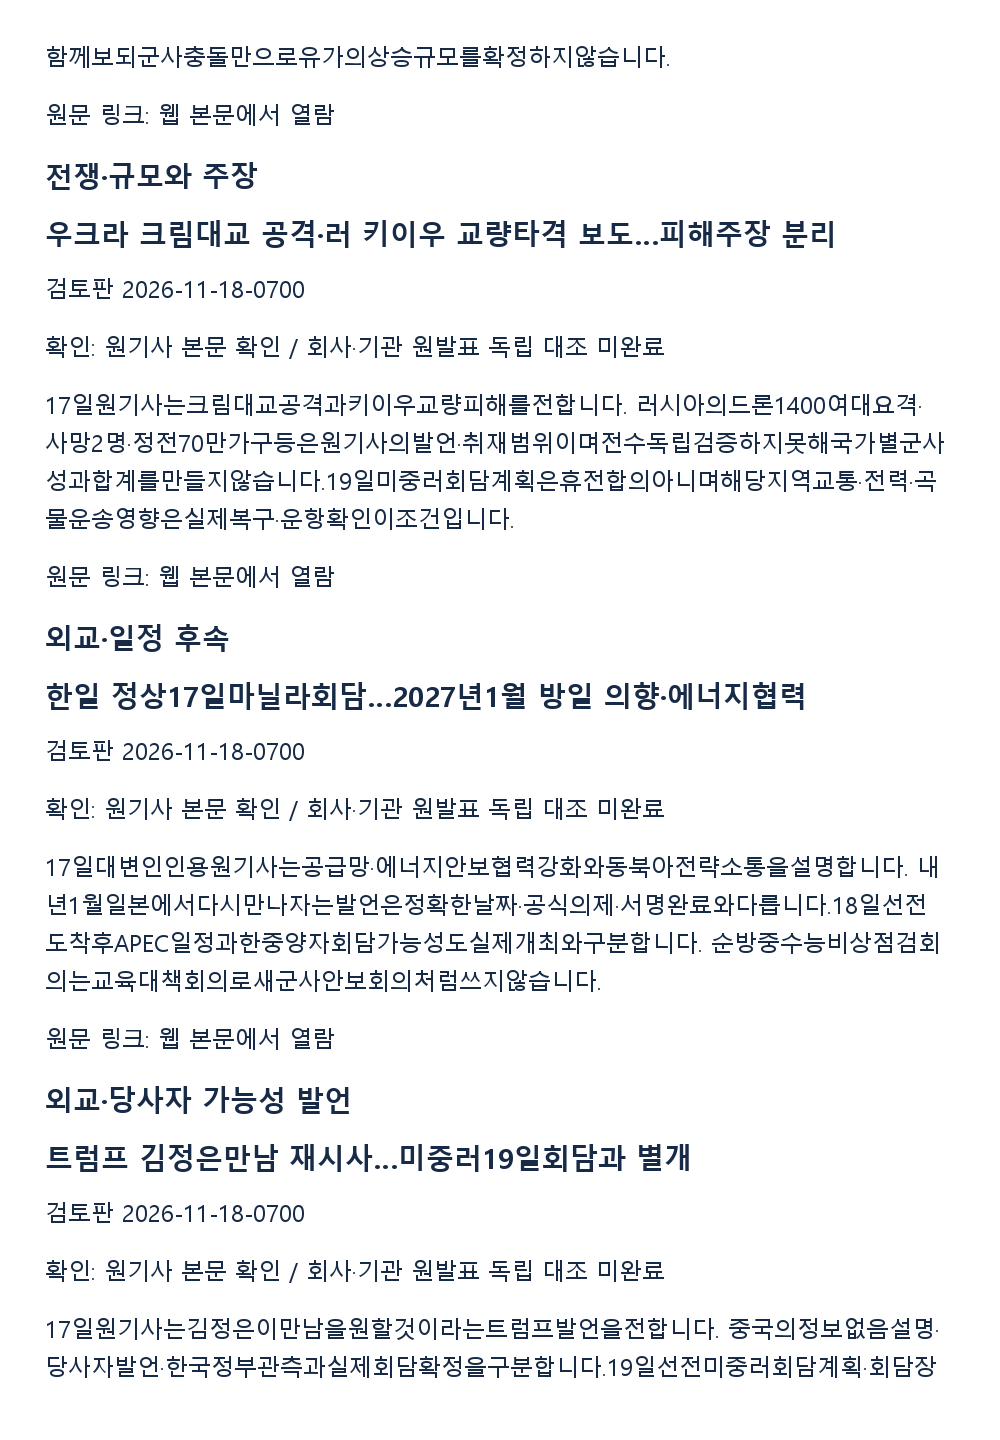 함께보되군사충돌만으로유가의상승규모를확정하지않습니다.
원문 링크: 웹 본문에서 열람
전쟁·규모와 주장
우크라 크림대교 공격·러 키이우 교량타격 보도...피해주장 분리
검토판 2026-11-18-0700
확인: 원기사 본문 확인 / 회사·기관 원발표 독립 대조 미완료
17일원기사는크림대교공격과키이우교량피해를전합니다. 러시아의드론1400여대요격·
사망2명·정전70만가구등은원기사의발언·취재범위이며전수독립검증하지못해국가별군사
성과합계를만들지않습니다.19일미중러회담계획은휴전합의아니며해당지역교통·전력·곡
물운송영향은실제복구·운항확인이조건입니다.
원문 링크: 웹 본문에서 열람
외교·일정 후속
한일 정상17일마닐라회담...2027년1월 방일 의향·에너지협력
검토판 2026-11-18-0700
확인: 원기사 본문 확인 / 회사·기관 원발표 독립 대조 미완료
17일대변인인용원기사는공급망·에너지안보협력강화와동북아전략소통을설명합니다. 내
년1월일본에서다시만나자는발언은정확한날짜·공식의제·서명완료와다릅니다.18일선전
도착후APEC일정과한중양자회담가능성도실제개최와구분합니다. 순방중수능비상점검회
의는교육대책회의로새군사안보회의처럼쓰지않습니다.
원문 링크: 웹 본문에서 열람
외교·당사자 가능성 발언
트럼프 김정은만남 재시사...미중러19일회담과 별개
검토판 2026-11-18-0700
확인: 원기사 본문 확인 / 회사·기관 원발표 독립 대조 미완료
17일원기사는김정은이만남을원할것이라는트럼프발언을전합니다. 중국의정보없음설명·
당사자발언·한국정부관측과실제회담확정을구분합니다.19일선전미중러회담계획·회담장